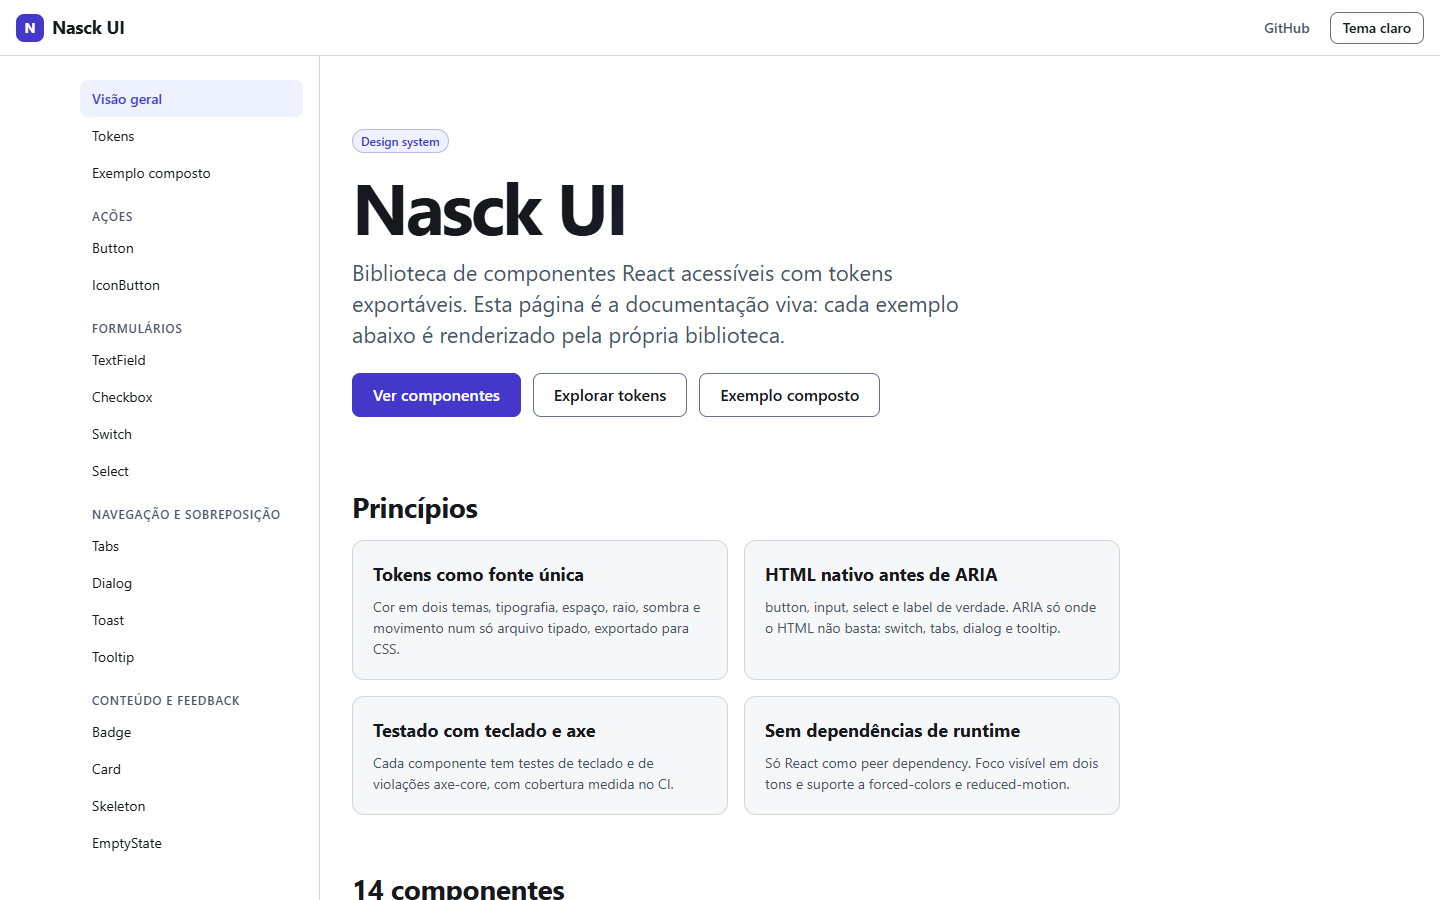 N Nasck UI
GitHub
Tema claro
Visão geral
Tokens
Exemplo composto
AÇÕES
Button
IconButton
FORMULÁRIOS
TextField
Checkbox
Switch
Select
NAVEGAÇÃO E SOBREPOSIÇÃO
Tabs
Dialog
Toast
Tooltip
CONTEÚDO E FEEDBACK
Badge
Card
Skeleton
EmptyState
Design system
Nasck UI
Biblioteca de componentes React acessíveis com tokens
exportáveis. Esta página é a documentação viva: cada exemplo
abaixo é renderizado pela própria biblioteca.
Ver componentes
Explorar tokens
Exemplo composto
Princípios
Tokens como fonte única
Cor em dois temas, tipografia, espaço, raio, sombra e
movimento num só arquivo tipado, exportado para
CSS.
HTML nativo antes de ARIA
button, input, select e label de verdade. ARIA só onde
o HTML não basta: switch, tabs, dialog e tooltip.
Testado com teclado e axe
Cada componente tem testes de teclado e de
violações axe-core, com cobertura medida no CI.
Sem dependências de runtime
Só React como peer dependency. Foco visível em dois
tons e suporte a forced-colors e reduced-motion.
14 componentes